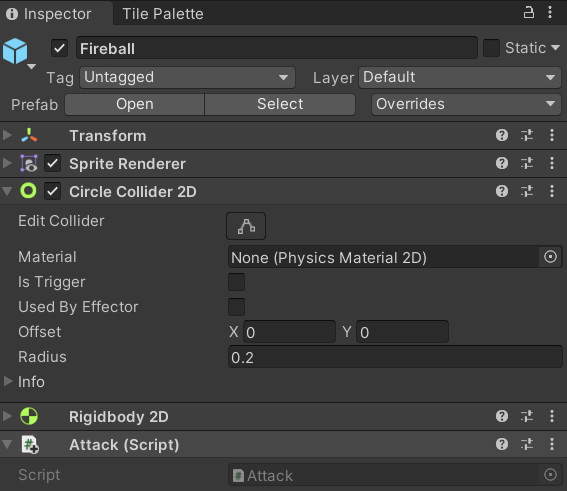 Inspector Tile Palette
Fireball Static
Tag Untagged Layer Default
Prefab Open Select Overrides
Transform
Sprite Renderer
Circle Collider 2D
Edit Collider
Material None (Physics Material 2D)
Is Trigger
Used By Effector
Offset X 0 Y 0
Radius 0.2
Info
Rigidbody 2D
# Attack (Script)
Script # Attack